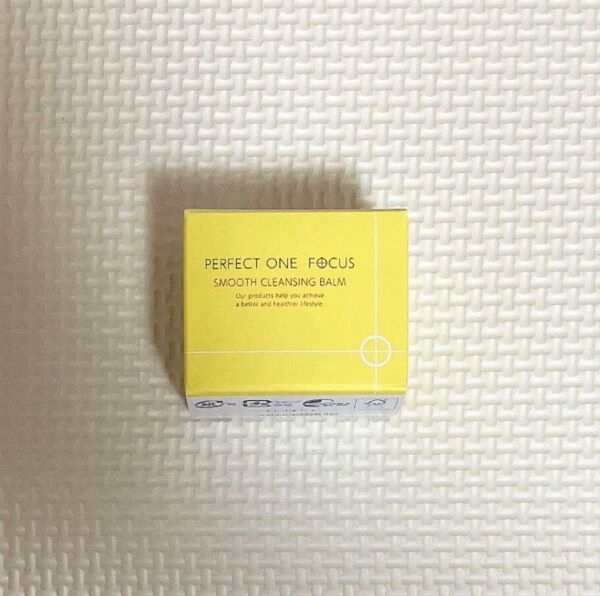 PERFECT ONE FOCUS
SMOOTH CLEANSING BALM
Our products help you achieve
a better and healthier lifestyle.